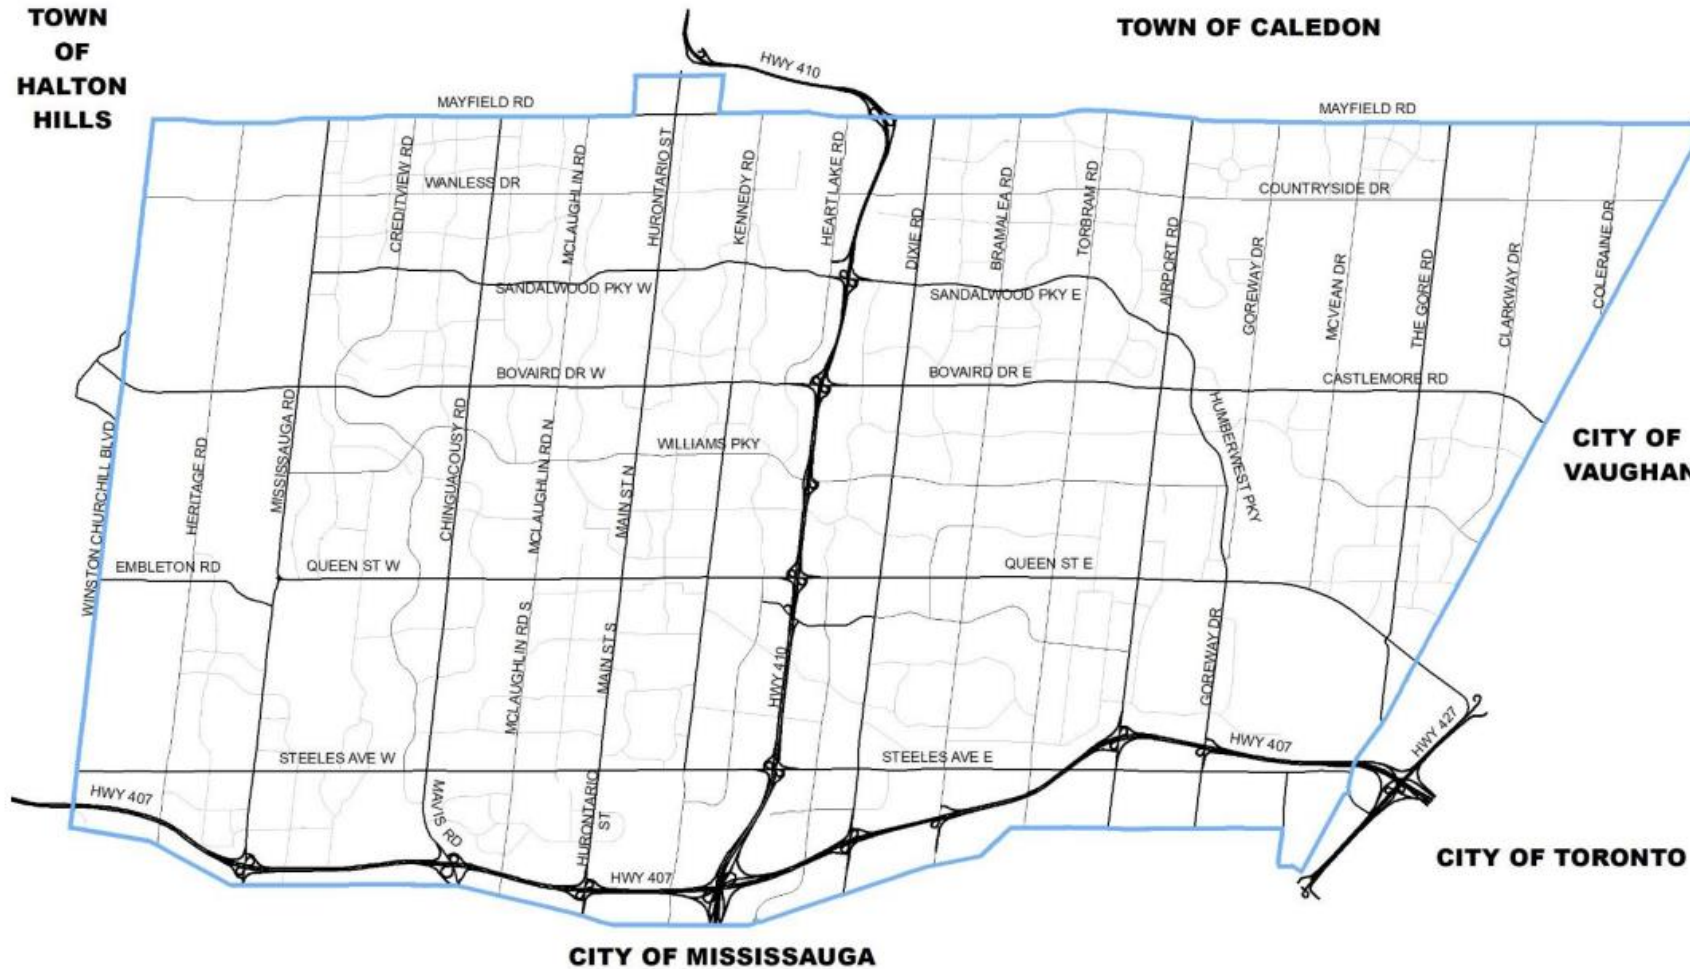 TOWN
OF
HALTON
HILLS
TOWN OF CALEDON
HWY 410
MAYFIELD RD
MAYFIELD RD
CREDITVIEW RD
WANLESS DR
MCLAUGHLIN RD
HURONTARIO ST
KENNEDY RD
HEART LAKE RD
DIXIE RD
BRAMALEA RD
TORBRAM RD
AIRPORT RD
COUNTRYSIDE DR
GOREWAY DR
MCVEAN DR
THE GORE RD
CLARKWAY DR
COLERAINE DR
SANDALWOOD PKY W
SANDALWOOD PKY E
BOVAIRD DR W
BOVAIRD DR E
CASTLEMORE RD
WINSTON CHURCHILL BLVD
HERITAGE RD
MISSISSAUGA RD
CHINGUACOUSY RD
MCLAUGHLIN RD N
MAIN ST N
WILLIAMS PKY
HUMBERWEST PKY
CITY OF
VAUGHAN
EMBLETON RD
QUEEN ST W
QUEEN ST E
MCLAUGHLIN RD S
MAIN ST S
HWY 410
GOREWAY DR
STEELES AVE W
STEELES AVE E
HWY 407
HWY 427
HWY 407
MAVIS RD
HURONTARIO
ST
HWY 407
CITY OF TORONTO
CITY OF MISSISSAUGA